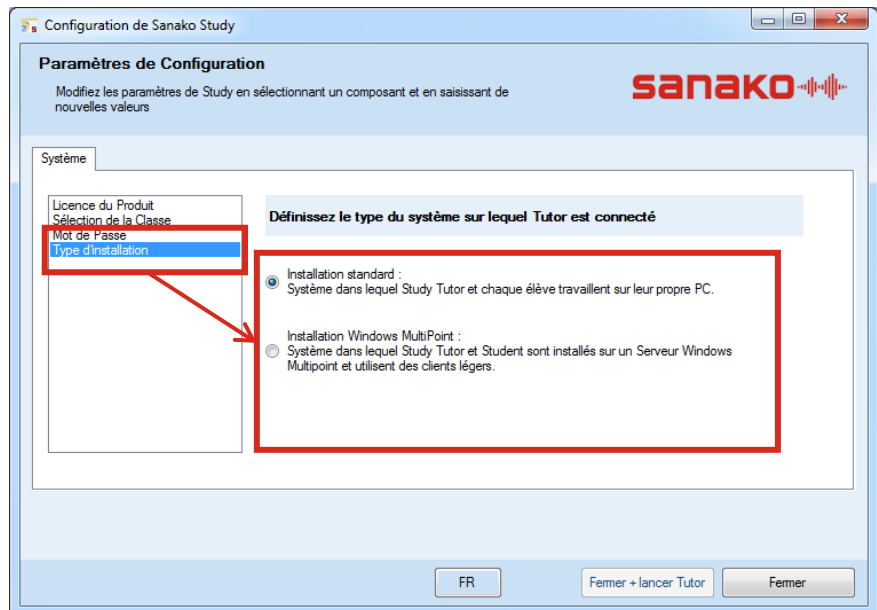 Configuration de Sanako Study
Paramètres de Configuration
Modifiez les paramètres de Study en sélectionnant un composant et en saisissant de
nouvelles valeurs
sanako
Système
Licence du Produit
Sélection de la Classe
Mot de Passe
Type d'installation
Définissez le type du système sur lequel Tutor est connecté
Installation standard :
Système dans lequel Study Tutor et chaque élève travaillent sur leur propre PC.
Installation Windows MultiPoint :
Système dans lequel Study Tutor et Student sont installés sur un Serveur Windows
Multipoint et utilisent des clients légers.
FR
Fermer + lancer Tutor
Fermer